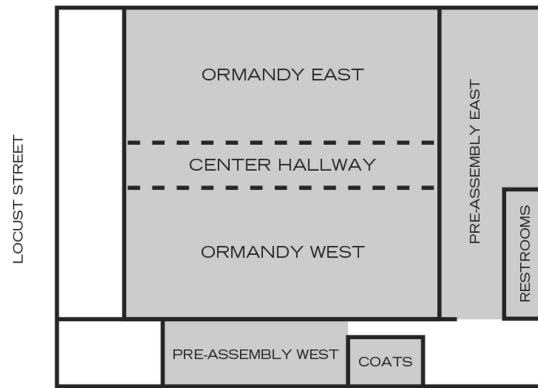 ORMANDY EAST
CENTER HALLWAY
ORMANDY WEST
LOCUST STREET
PRE-ASSEMBLY EAST
RESTROOMS
PRE-ASSEMBLY WEST
COATS